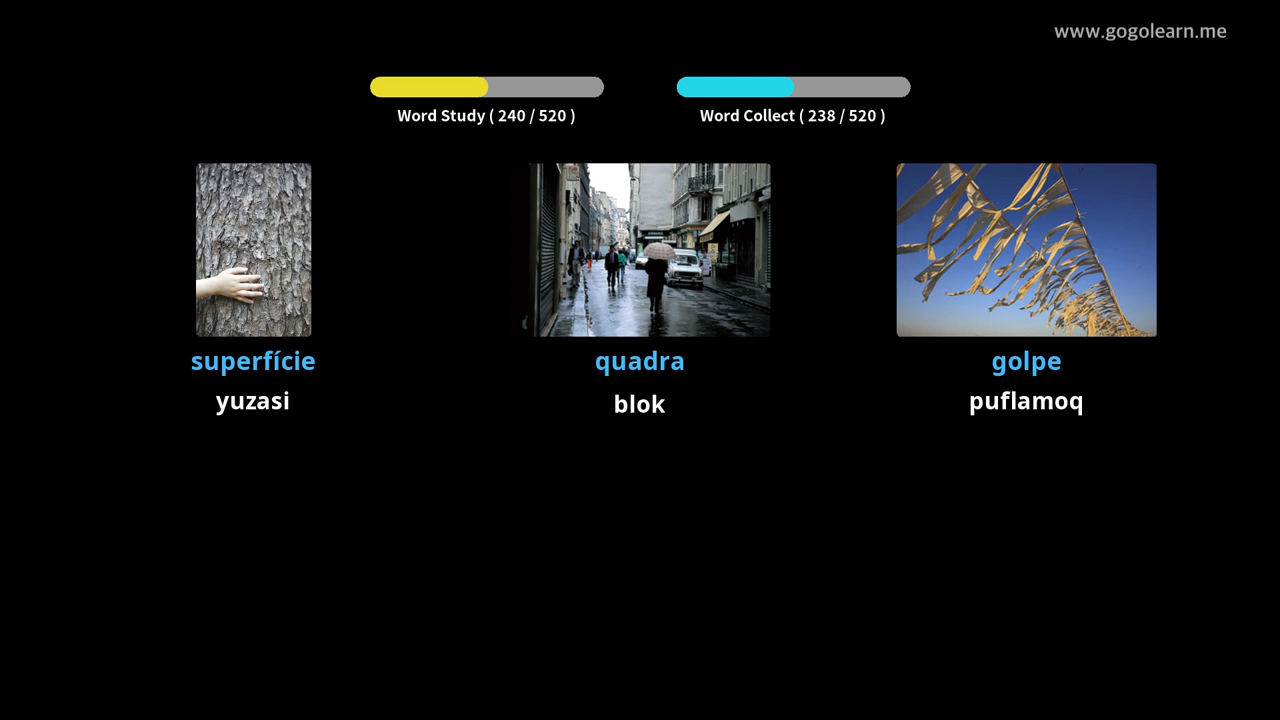 www.gogolearn.me
Word Study ( 240 / 520 )
Word Collect ( 238 / 520 )
superfície
quadra
golpe
yuzasi
blok
puflamoq